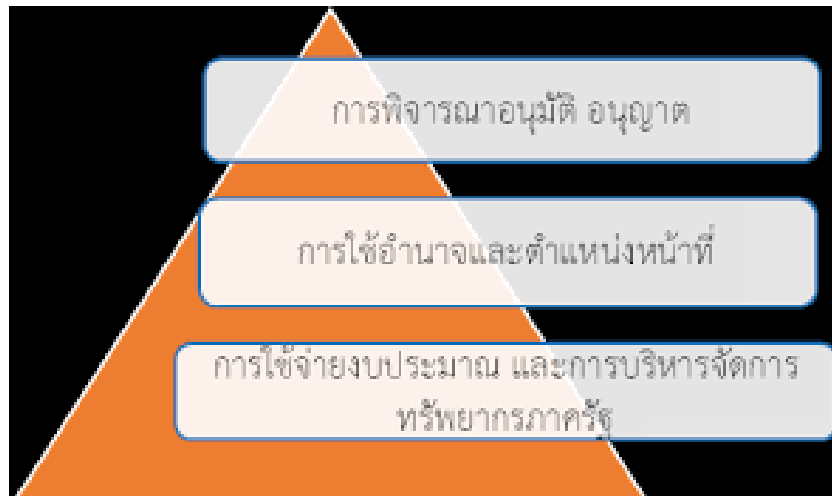 การพิจารณาอนุมัติ อนุญาต
การใช้อำนาจและตำแหน่งหน้าที่
การใช้จ่ายงบประมาณ และการบริหารจัดการ
ทรัพยากรภาครัฐ